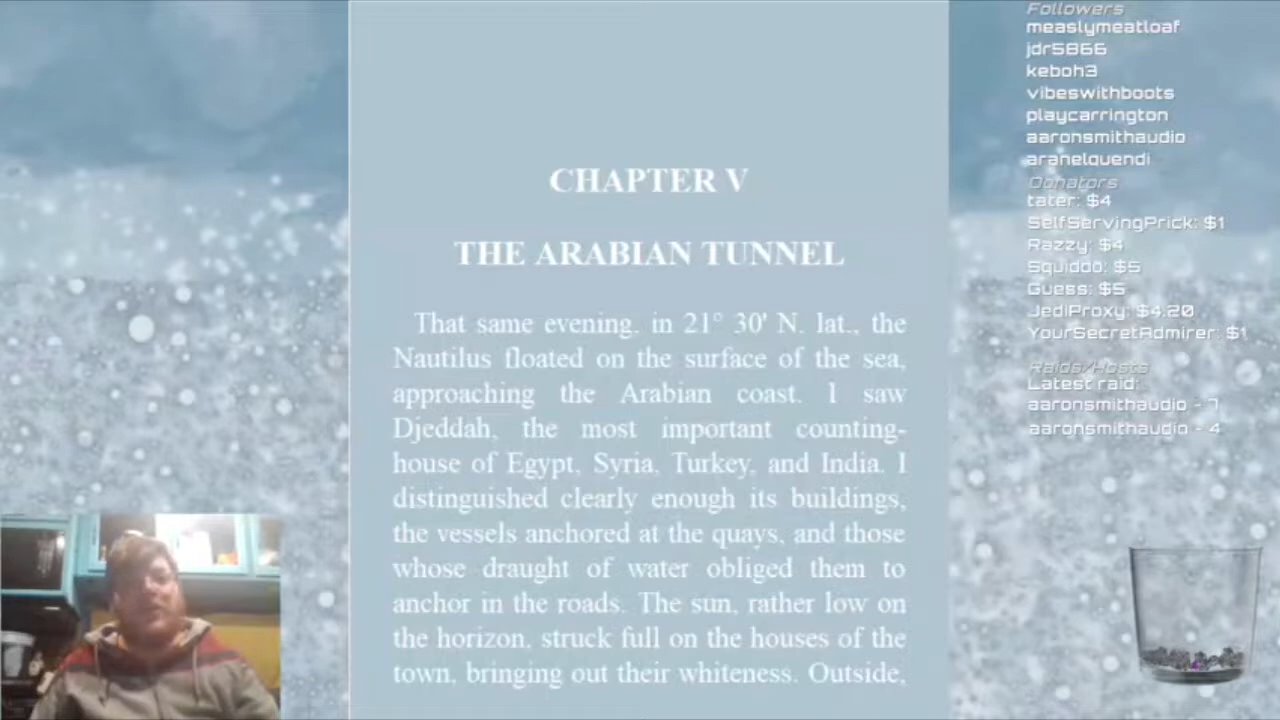 CHAPTER V
THE ARABIAN TUNNEL
That same evening, in 21° 30' N. lat., the
Nautilus floated on the surface of the sea,
approaching the Arabian coast. I saw
Djeddah, the most important counting-
house of Egypt, Syria, Turkey, and India. I
distinguished clearly enough its buildings,
the vessels anchored at the quays, and those
whose draught of water obliged them to
anchor in the roads. The sun, rather low on
the horizon, struck full on the houses of the
town, bringing out their whiteness. Outside,
Followers
measlymeatloaf
jdr5866
keboh3
vibeswithboots
playcarrington
aaronsmithaudio
aranelquendi
Donators
tater: $4
SelfServingPrick: $1
Razzy: $4
Squidoo: $5
Guess: $5
JediProxy: $4.20
YourSecretAdmirer: $1
Raids/Hosts
Latest raid:
aaronsmithaudio - 7
aaronsmithaudio - 4